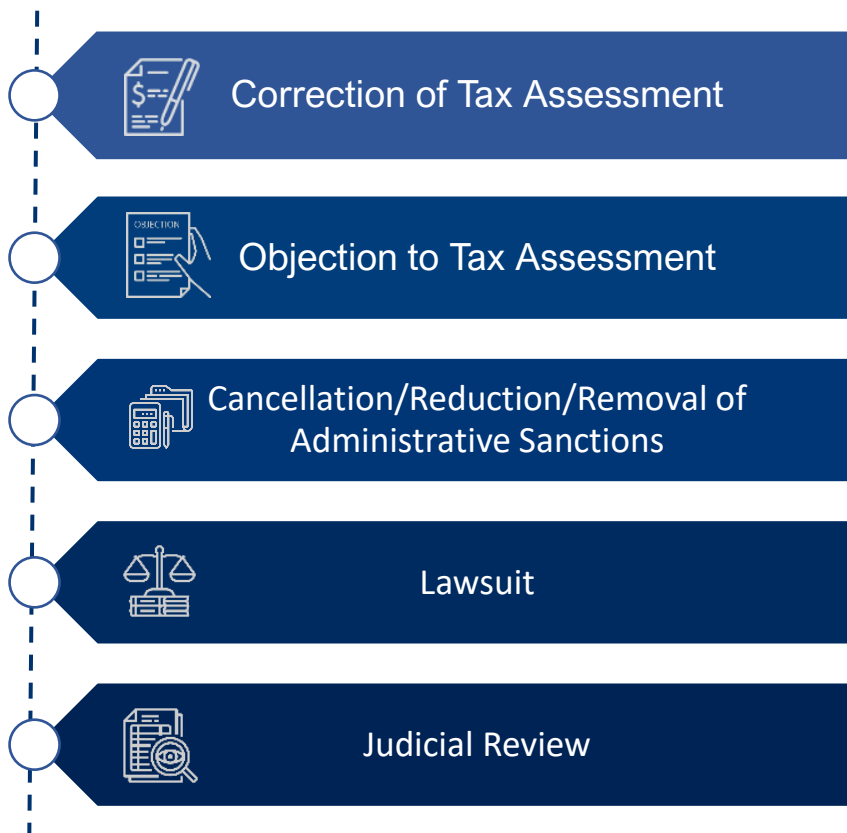 Correction of Tax Assessment
OBJECTION
Objection to Tax Assessment
Cancellation/Reduction/Removal of
Administrative Sanctions
Lawsuit
Judicial Review